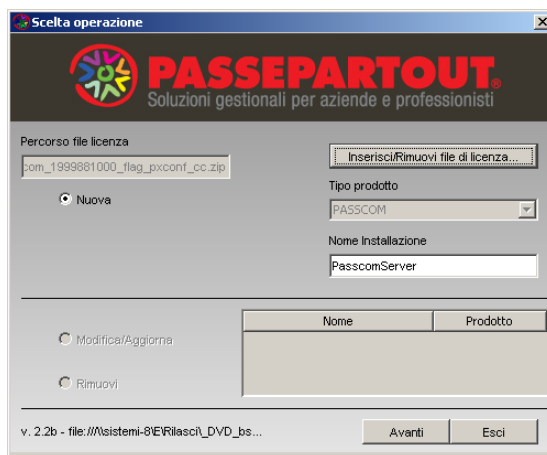 Scelta operazione
PASSEPARTOUT®
Soluzioni gestionali per aziende e professionisti
Percorso file licenza
com_1999881000_flag_pxconf_cc.zip
Inserisci/Rimuovi file di licenza...
Nuova
Tipo prodotto
PASSCOM
Nome Installazione
PasscomServer
Nome Prodotto
Modifica/Aggiorna
Rimuovi
v. 2.2b - file:///\\sistemi-8\E\Rilasci\_DVD_bs...
Avanti
Esci